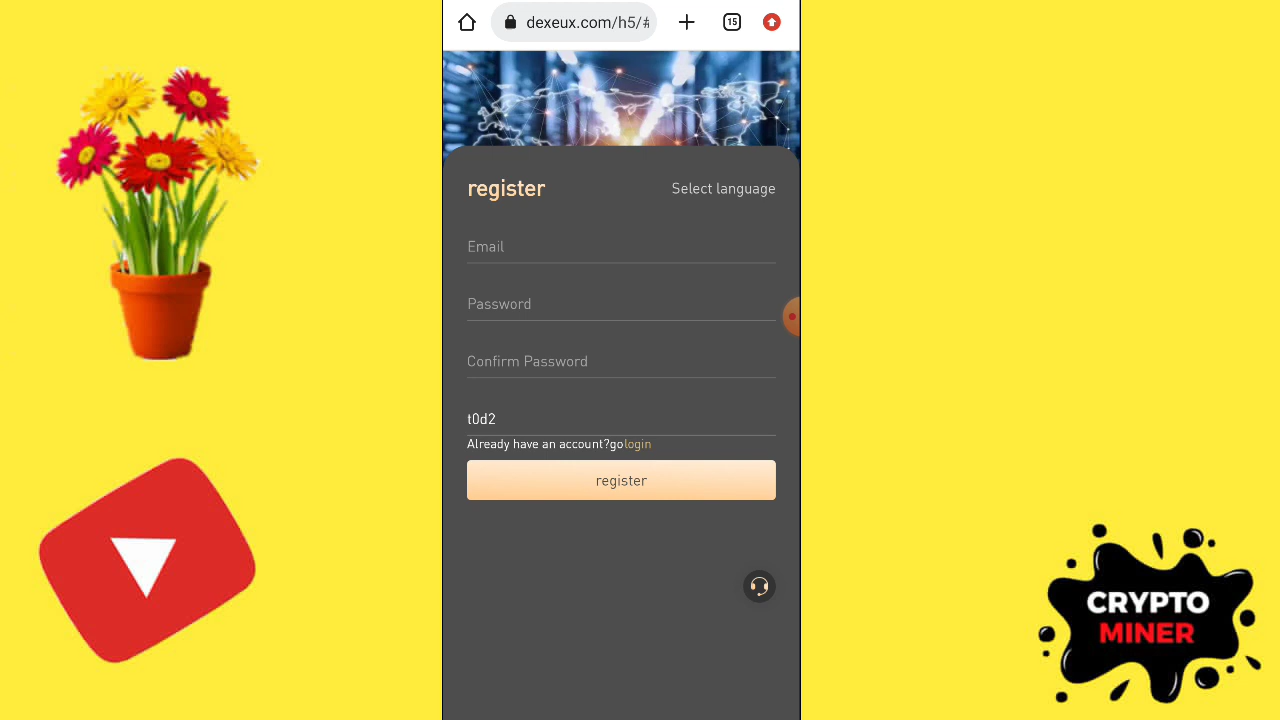 dexeux.com/h5/#
15
register
Select language
Email
Password
Confirm Password
t0d2
Already have an account?gologin
register
CRYPTO
MINER